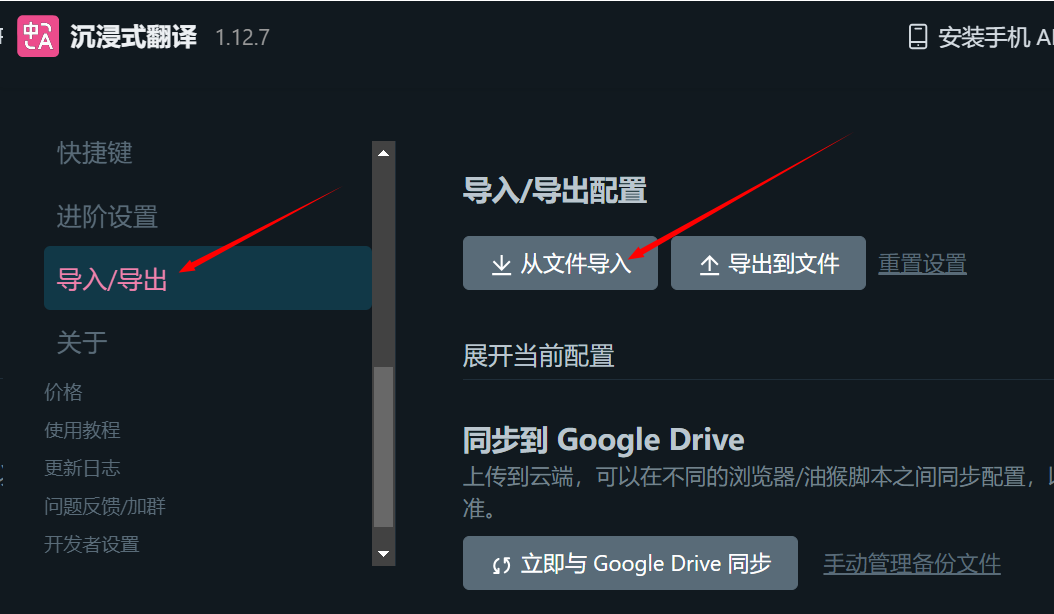 沉浸式翻译 1.12.7
安装手机
快捷键
进阶设置
导入/导出
关于
价格
使用教程
更新日志
问题反馈/加群
开发者设置
导入/导出配置
从文件导入 导出到文件 重置设置
展开当前配置
同步到 Google Drive
上传到云端，可以在不同的浏览器/油猴脚本之间同步配置，
准。
立即与 Google Drive 同步 手动管理备份文件